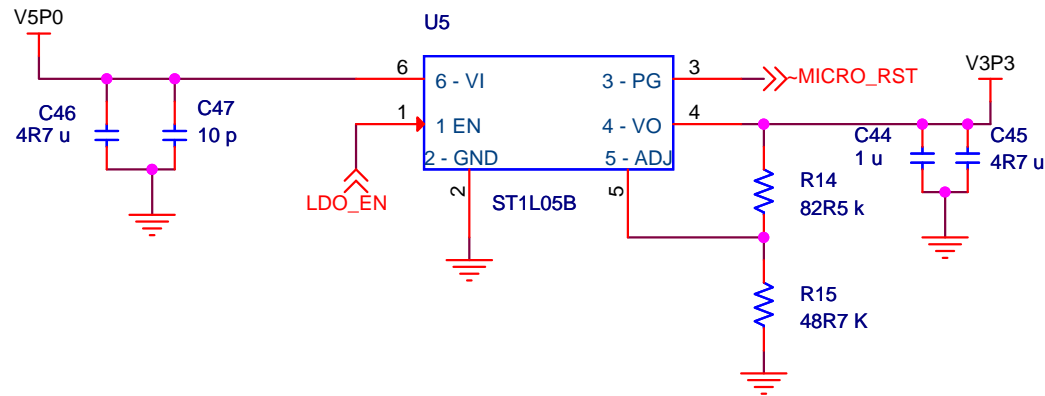 V5P0
U5
V3P3
6
6 - VI
3 - PG
3
~MICRO_RST
C46
4R7 u
C47
10 p
1
1 EN
4 - VO
4
C44
1 u
C45
4R7 u
2 - GND
5 - ADJ
LDO_EN
2
ST1L05B
5
R14
82R5 k
R15
48R7 K